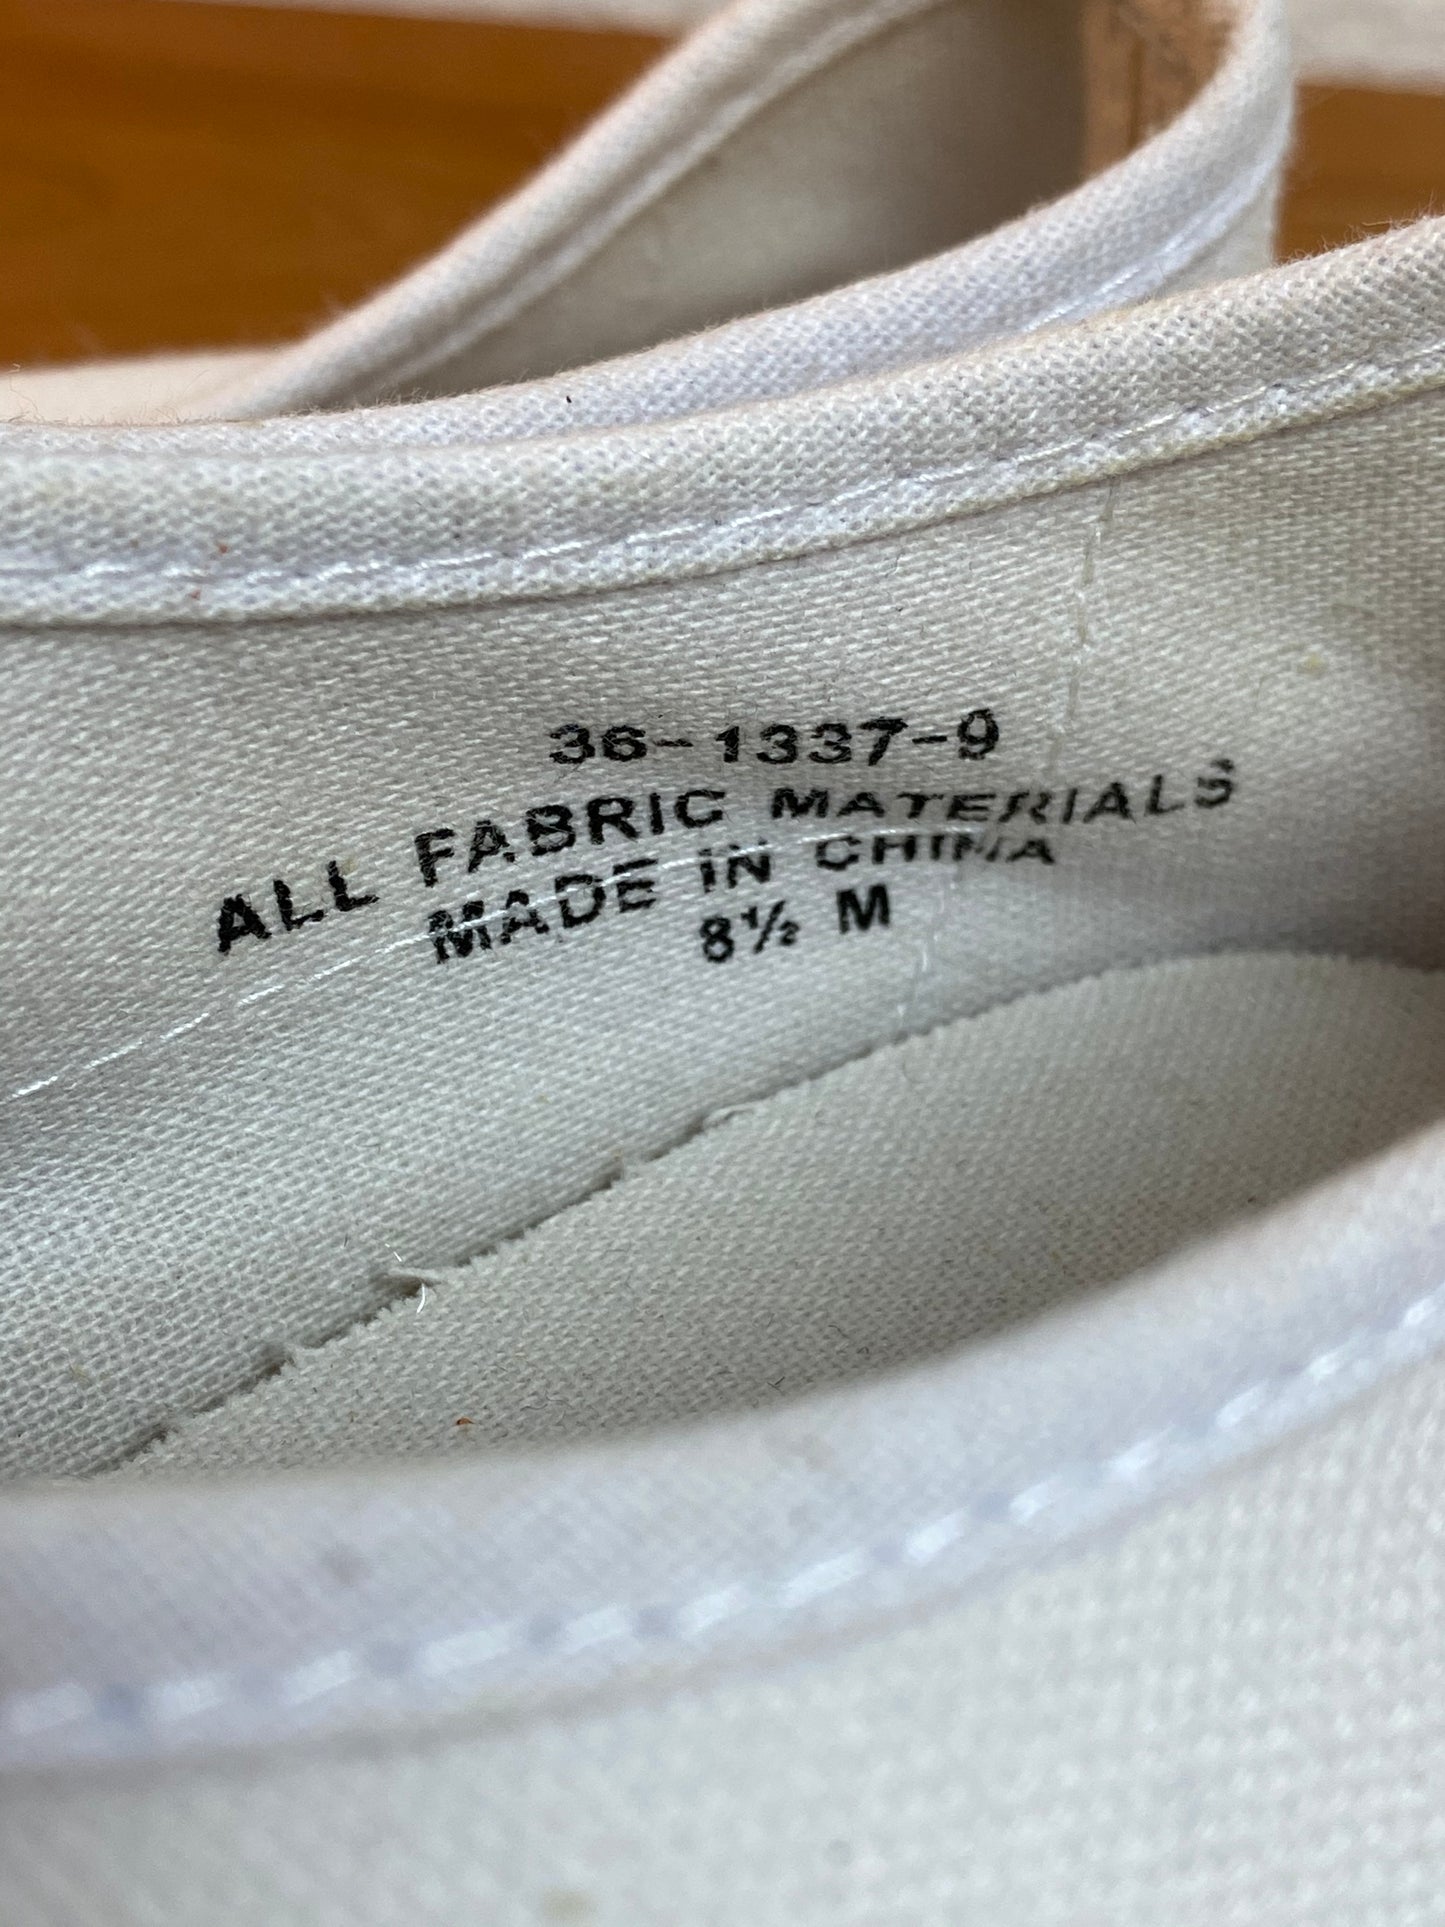 36-1337-9
ALL FABRIC MATERIALS
MADE IN CHINA
8½ M